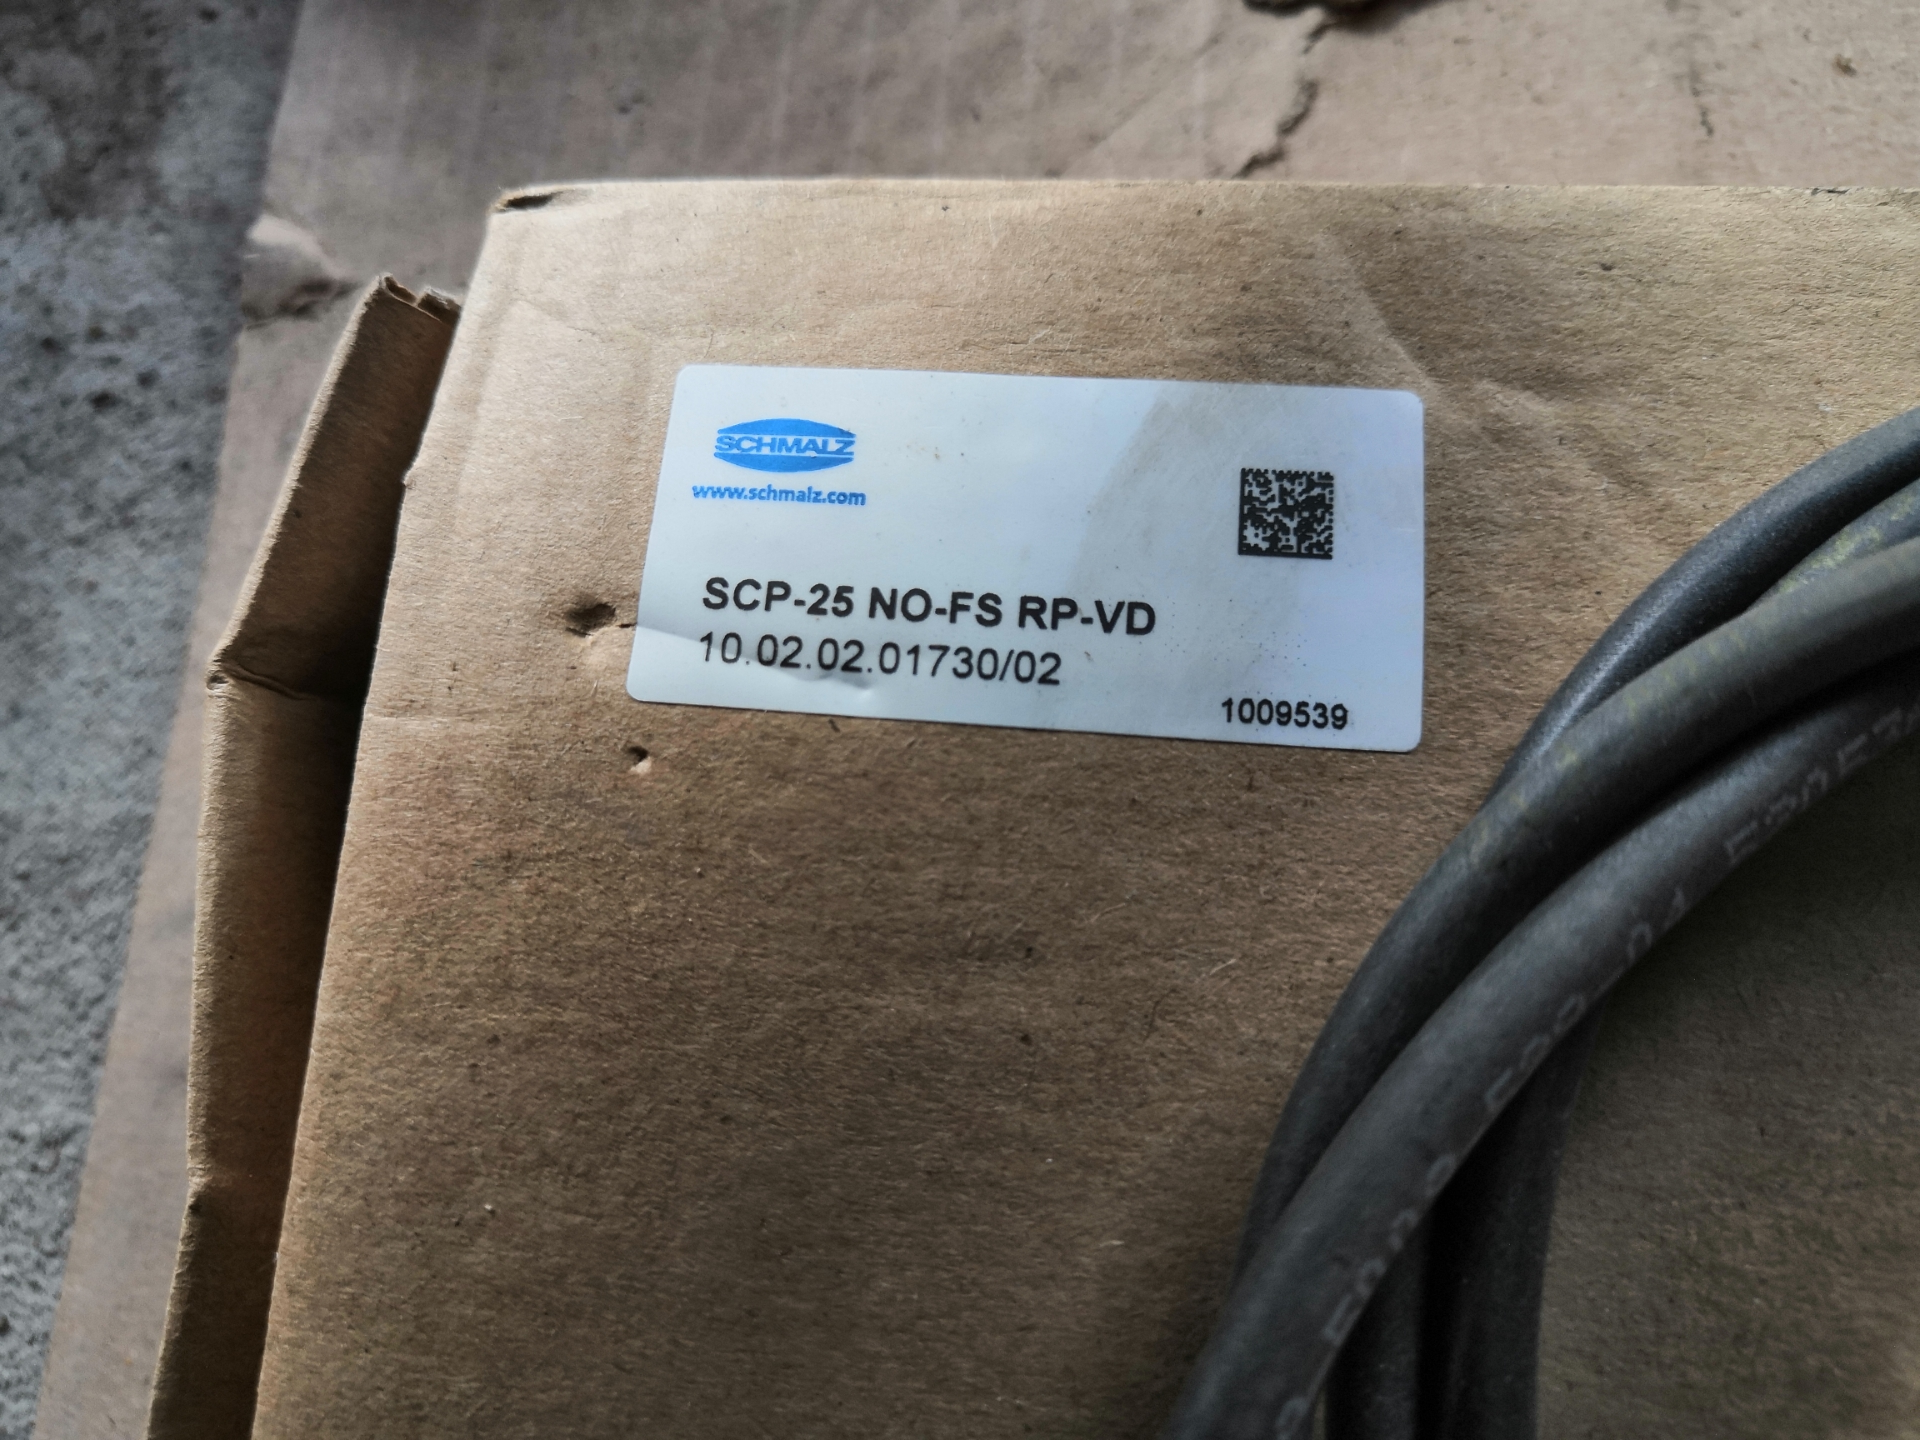 SCHMALZ
www.schmalz.com
SCP-25 NO-FS RP-VD
10.02.02.01730/02
1009539